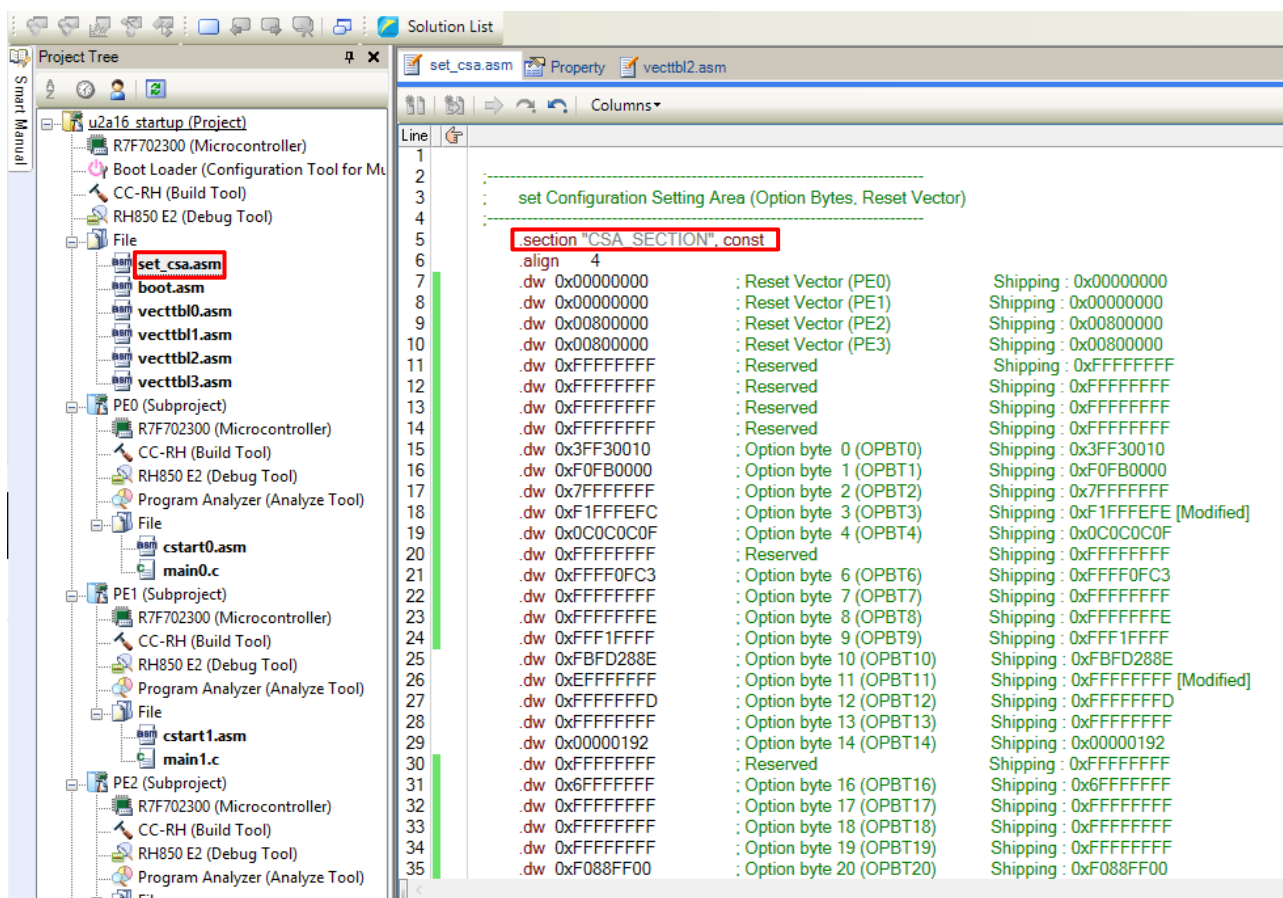 Solution List
Smart Manual
Project Tree
u2a16_startup (Project)
R7F702300 (Microcontroller)
Boot Loader (Configuration Tool for Mu
CC-RH (Build Tool)
RH850 E2 (Debug Tool)
File
set_csa.asm
boot.asm
vecttbl0.asm
vecttbl1.asm
vecttbl2.asm
vecttbl3.asm
PE0 (Subproject)
R7F702300 (Microcontroller)
CC-RH (Build Tool)
RH850 E2 (Debug Tool)
Program Analyzer (Analyze Tool)
File
cstart0.asm
main0.c
PE1 (Subproject)
R7F702300 (Microcontroller)
CC-RH (Build Tool)
RH850 E2 (Debug Tool)
Program Analyzer (Analyze Tool)
File
cstart1.asm
main1.c
PE2 (Subproject)
R7F702300 (Microcontroller)
CC-RH (Build Tool)
RH850 E2 (Debug Tool)
Program Analyzer (Analyze Tool)
set_csa.asm Property vecttbl2.asm
Columns
Line
1
2 ;---------------------------------------------------------------------
3 ; set Configuration Setting Area (Option Bytes, Reset Vector)
4 ;---------------------------------------------------------------------
5 .section "CSA_SECTION", const
6 .align 4
7 .dw 0x00000000 ; Reset Vector (PE0) Shipping : 0x00000000
8 .dw 0x00000000 ; Reset Vector (PE1) Shipping : 0x00000000
9 .dw 0x00800000 ; Reset Vector (PE2) Shipping : 0x00800000
10 .dw 0x00800000 ; Reset Vector (PE3) Shipping : 0x00800000
11 .dw 0xFFFFFFFF ; Reserved Shipping : 0xFFFFFFFF
12 .dw 0xFFFFFFFF ; Reserved Shipping : 0xFFFFFFFF
13 .dw 0xFFFFFFFF ; Reserved Shipping : 0xFFFFFFFF
14 .dw 0xFFFFFFFF ; Reserved Shipping : 0xFFFFFFFF
15 .dw 0x3FF30010 ; Option byte 0 (OPBT0) Shipping : 0x3FF30010
16 .dw 0xF0FB0000 ; Option byte 1 (OPBT1) Shipping : 0xF0FB0000
17 .dw 0x7FFFFFFF ; Option byte 2 (OPBT2) Shipping : 0x7FFFFFFF
18 .dw 0xF1FFFEFC ; Option byte 3 (OPBT3) Shipping : 0xF1FFFEFE [Modified]
19 .dw 0x0C0C0C0F ; Option byte 4 (OPBT4) Shipping : 0x0C0C0C0F
20 .dw 0xFFFFFFFF ; Reserved Shipping : 0xFFFFFFFF
21 .dw 0xFFFF0FC3 ; Option byte 6 (OPBT6) Shipping : 0xFFFF0FC3
22 .dw 0xFFFFFFFF ; Option byte 7 (OPBT7) Shipping : 0xFFFFFFFF
23 .dw 0xFFFFFFFE ; Option byte 8 (OPBT8) Shipping : 0xFFFFFFFE
24 .dw 0xFFF1FFFF ; Option byte 9 (OPBT9) Shipping : 0xFFF1FFFF
25 .dw 0xFBFD288E ; Option byte 10 (OPBT10) Shipping : 0xFBFD288E
26 .dw 0xEFFFFFFF ; Option byte 11 (OPBT11) Shipping : 0xFFFFFFFF [Modified]
27 .dw 0xFFFFFFFD ; Option byte 12 (OPBT12) Shipping : 0xFFFFFFFD
28 .dw 0xFFFFFFFF ; Option byte 13 (OPBT13) Shipping : 0xFFFFFFFF
29 .dw 0x00000192 ; Option byte 14 (OPBT14) Shipping : 0x00000192
30 .dw 0xFFFFFFFF ; Reserved Shipping : 0xFFFFFFFF
31 .dw 0x6FFFFFFF ; Option byte 16 (OPBT16) Shipping : 0x6FFFFFFF
32 .dw 0xFFFFFFFF ; Option byte 17 (OPBT17) Shipping : 0xFFFFFFFF
33 .dw 0xFFFFFFFF ; Option byte 18 (OPBT18) Shipping : 0xFFFFFFFF
34 .dw 0xFFFFFFFF ; Option byte 19 (OPBT19) Shipping : 0xFFFFFFFF
35 .dw 0xF088FF00 ; Option byte 20 (OPBT20) Shipping : 0xF088FF00